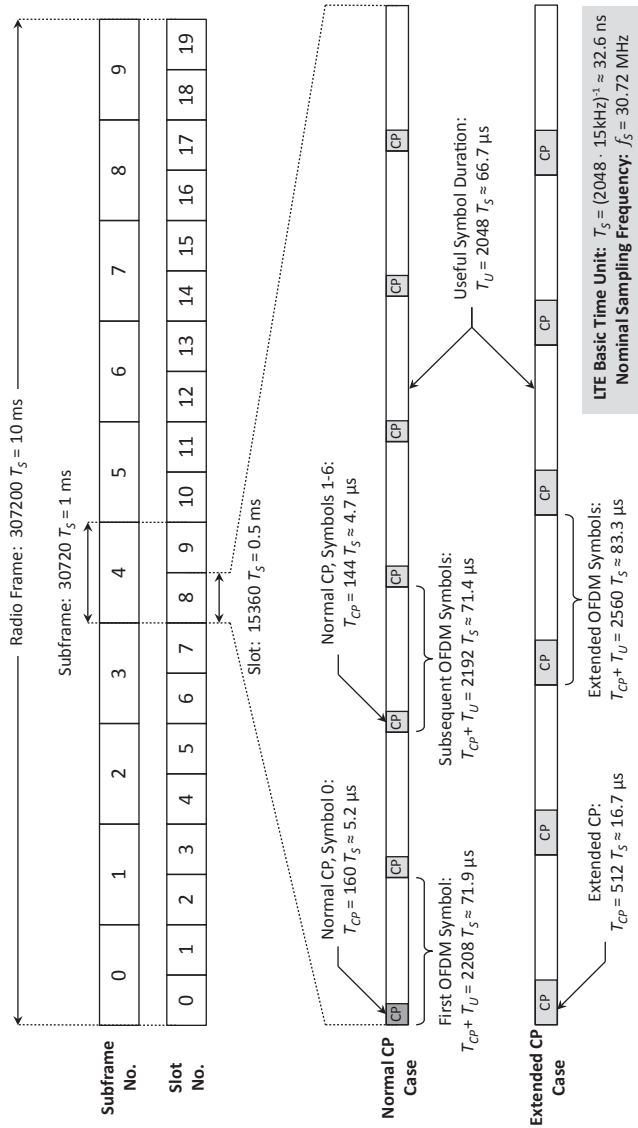 Radio Frame: 307200 T_S = 10 ms
Subframe: 30720 T_S = 1 ms
Subframe No.
0 1 2 3 4 5 6 7 8 9
Slot No.
0 1 2 3 4 5 6 7 8 9 10 11 12 13 14 15 16 17 18 19
Slot: 15360 T_S = 0.5 ms
Normal CP, Symbol 0:
T_CP = 160 T_S ≈ 5.2 µs
Normal CP, Symbols 1-6:
T_CP = 144 T_S ≈ 4.7 µs
Normal CP Case
CP CP CP CP CP CP CP
First OFDM Symbol:
T_CP + T_U = 2208 T_S ≈ 71.9 µs
Subsequent OFDM Symbols:
T_CP + T_U = 2192 T_S ≈ 71.4 µs
Useful Symbol Duration:
T_U = 2048 T_S ≈ 66.7 µs
Extended CP Case
CP CP CP CP CP CP
Extended CP:
T_CP = 512 T_S ≈ 16.7 µs
Extended OFDM Symbols:
T_CP + T_U = 2560 T_S ≈ 83.3 µs
LTE Basic Time Unit: T_S = (2048 · 15kHz)⁻¹ ≈ 32.6 ns
Nominal Sampling Frequency: f_S = 30.72 MHz